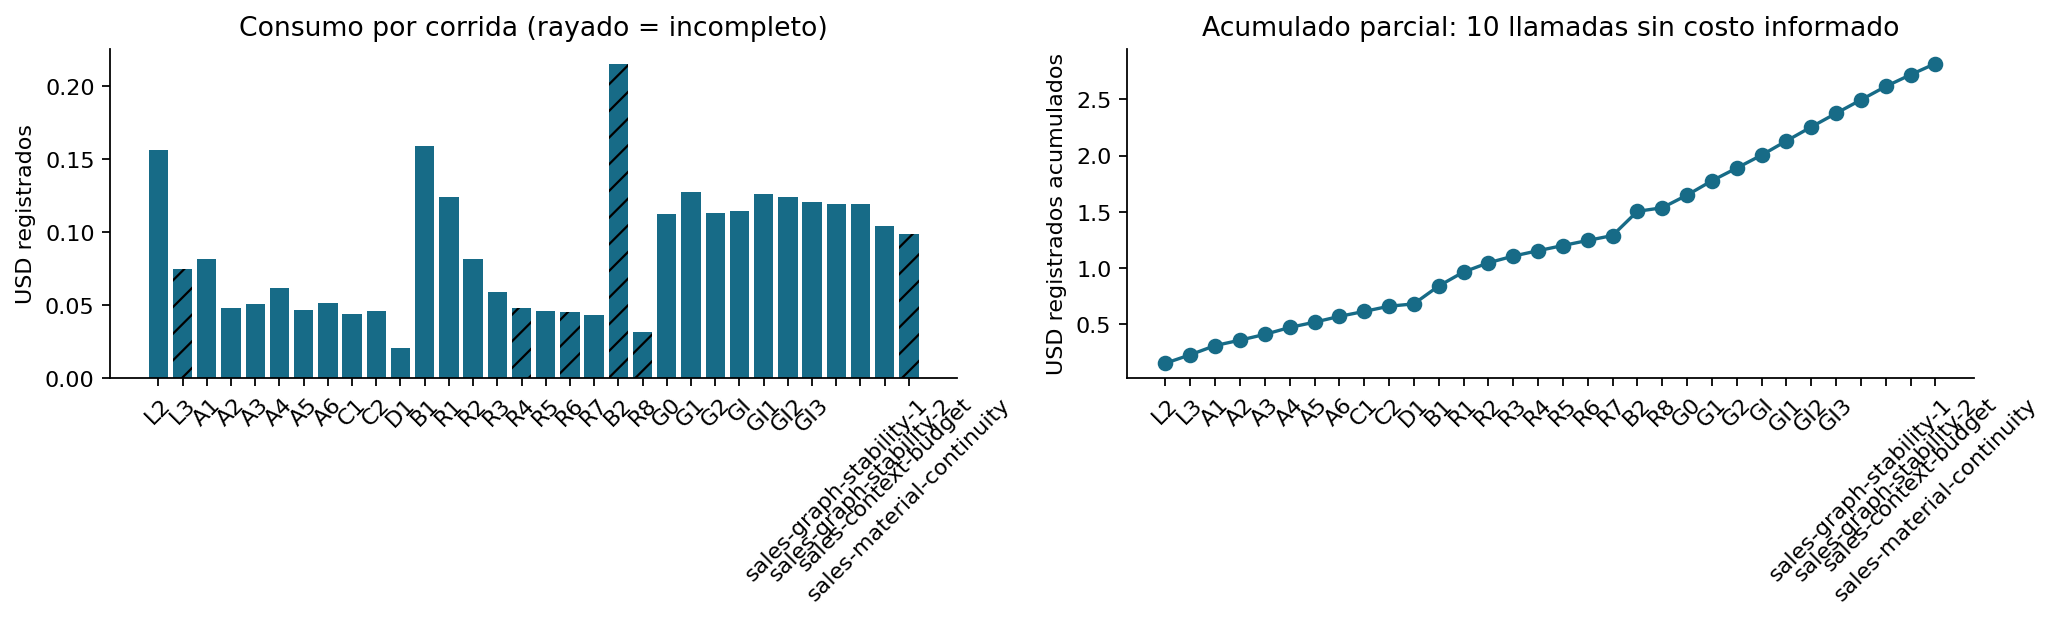 Consumo por corrida (rayado = incompleto)
USD registrados
0.20
0.15
0.10
0.05
0.00
L2
L3
A1
A2
A3
A4
A5
A6
C1
C2
D1
B1
R1
R2
R3
R4
R5
R6
R7
B2
R8
G0
G1
G2
GI
GI1
GI2
GI3
sales-graph-stability-1
sales-graph-stability-2
sales-context-budget
sales-material-continuity
Acumulado parcial: 10 llamadas sin costo informado
USD registrados acumulados
2.5
2.0
1.5
1.0
0.5
L2
L3
A1
A2
A3
A4
A5
A6
C1
C2
D1
B1
R1
R2
R3
R4
R5
R6
R7
B2
R8
G0
G1
G2
GI
GI1
GI2
GI3
sales-graph-stability-1
sales-graph-stability-2
sales-context-budget
sales-material-continuity